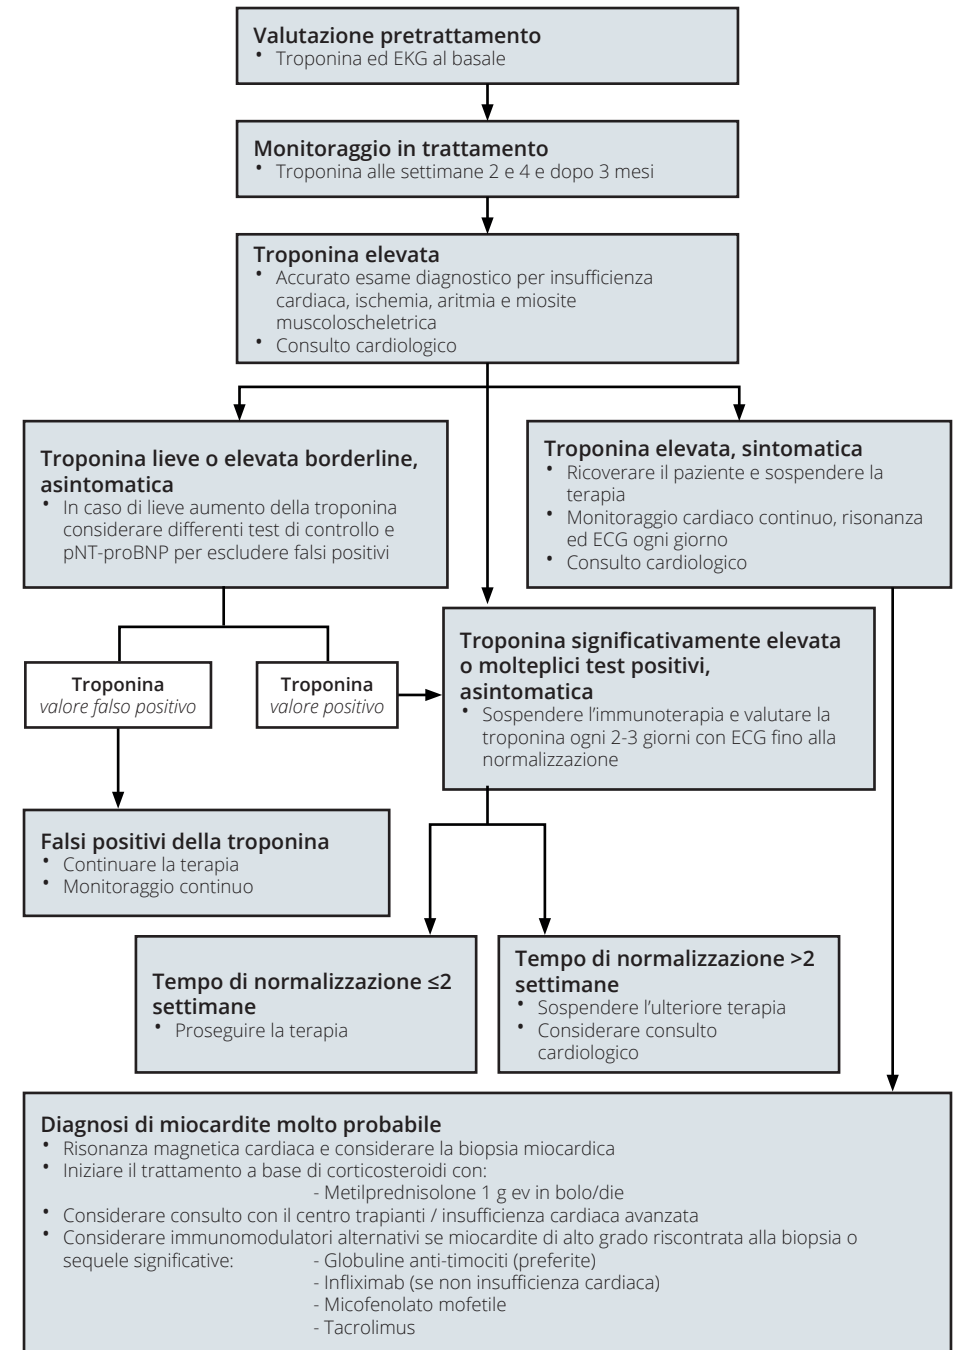 Valutazione pretrattamento
• Troponina ed EKG al basale
Monitoraggio in trattamento
• Troponina alle settimane 2 e 4 e dopo 3 mesi
Troponina elevata
• Accurato esame diagnostico per insufficienza
cardiaca, ischemia, aritmia e miosite
muscoloscheletrica
• Consulto cardiologico
Troponina lieve o elevata borderline,
asintomatica
• In caso di lieve aumento della troponina
considerare differenti test di controllo e
pNT-proBNP per escludere falsi positivi
Troponina elevata, sintomatica
• Ricoverare il paziente e sospendere la
terapia
• Monitoraggio cardiaco continuo, risonanza
ed ECG ogni giorno
• Consulto cardiologico
Troponina
valore falso positivo
Troponina
valore positivo
Troponina significativamente elevata
o molteplici test positivi,
asintomatica
• Sospendere l'immunoterapia e valutare la
troponina ogni 2-3 giorni con ECG fino alla
normalizzazione
Falsi positivi della troponina
• Continuare la terapia
• Monitoraggio continuo
Tempo di normalizzazione ≤2
settimane
• Proseguire la terapia
Tempo di normalizzazione >2
settimane
• Sospendere l'ulteriore terapia
• Considerare consulto
cardiologico
Diagnosi di miocardite molto probabile
• Risonanza magnetica cardiaca e considerare la biopsia miocardica
• Iniziare il trattamento a base di corticosteroidi con:
- Metilprednisolone 1 g ev in bolo/die
• Considerare consulto con il centro trapianti / insufficienza cardiaca avanzata
• Considerare immunomodulatori alternativi se miocardite di alto grado riscontrata alla biopsia o
sequele significative: - Globuline anti-timociti (preferite)
- Infliximab (se non insufficienza cardiaca)
- Micofenolato mofetile
- Tacrolimus